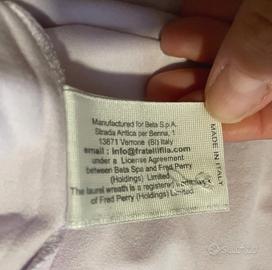 Manufactured for Beta S.p.A.
Strada Antica per Benna, 1
13871 Verrone (BI) Italy
email : info@fratellifila.com
under a License Agreement
between Beta Spa and Fred Perry
(Holdings) Limited
The laurel wreath is a registered
of Fred Perry (Holdings) Limited
MADE IN ITALY
Subito.it